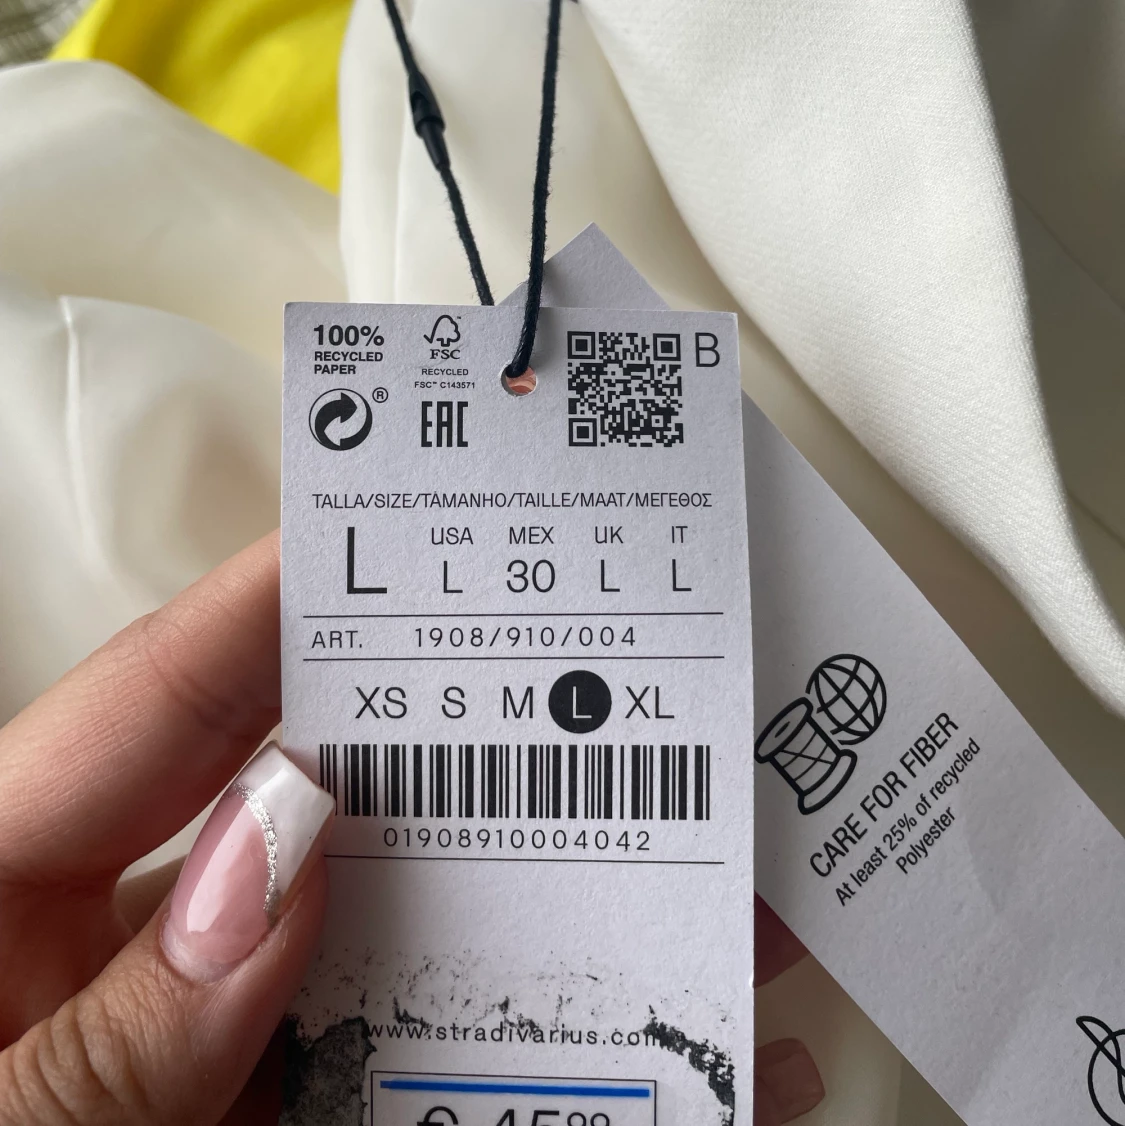 100%
RECYCLED
PAPER
FSC
RECYCLED
FSC™ C143571
®
EAC
B
TALLA/SIZE/TAMANHO/TAILLE/MAAT/ΜΕΓΕΘΟΣ
L
USA MEX UK IT
L 30 L L
ART. 1908/910/004
XS S M L XL
01908910004042
www.stradivarius.com
CARE FOR FIBER
At least 25% of recycled
Polyester